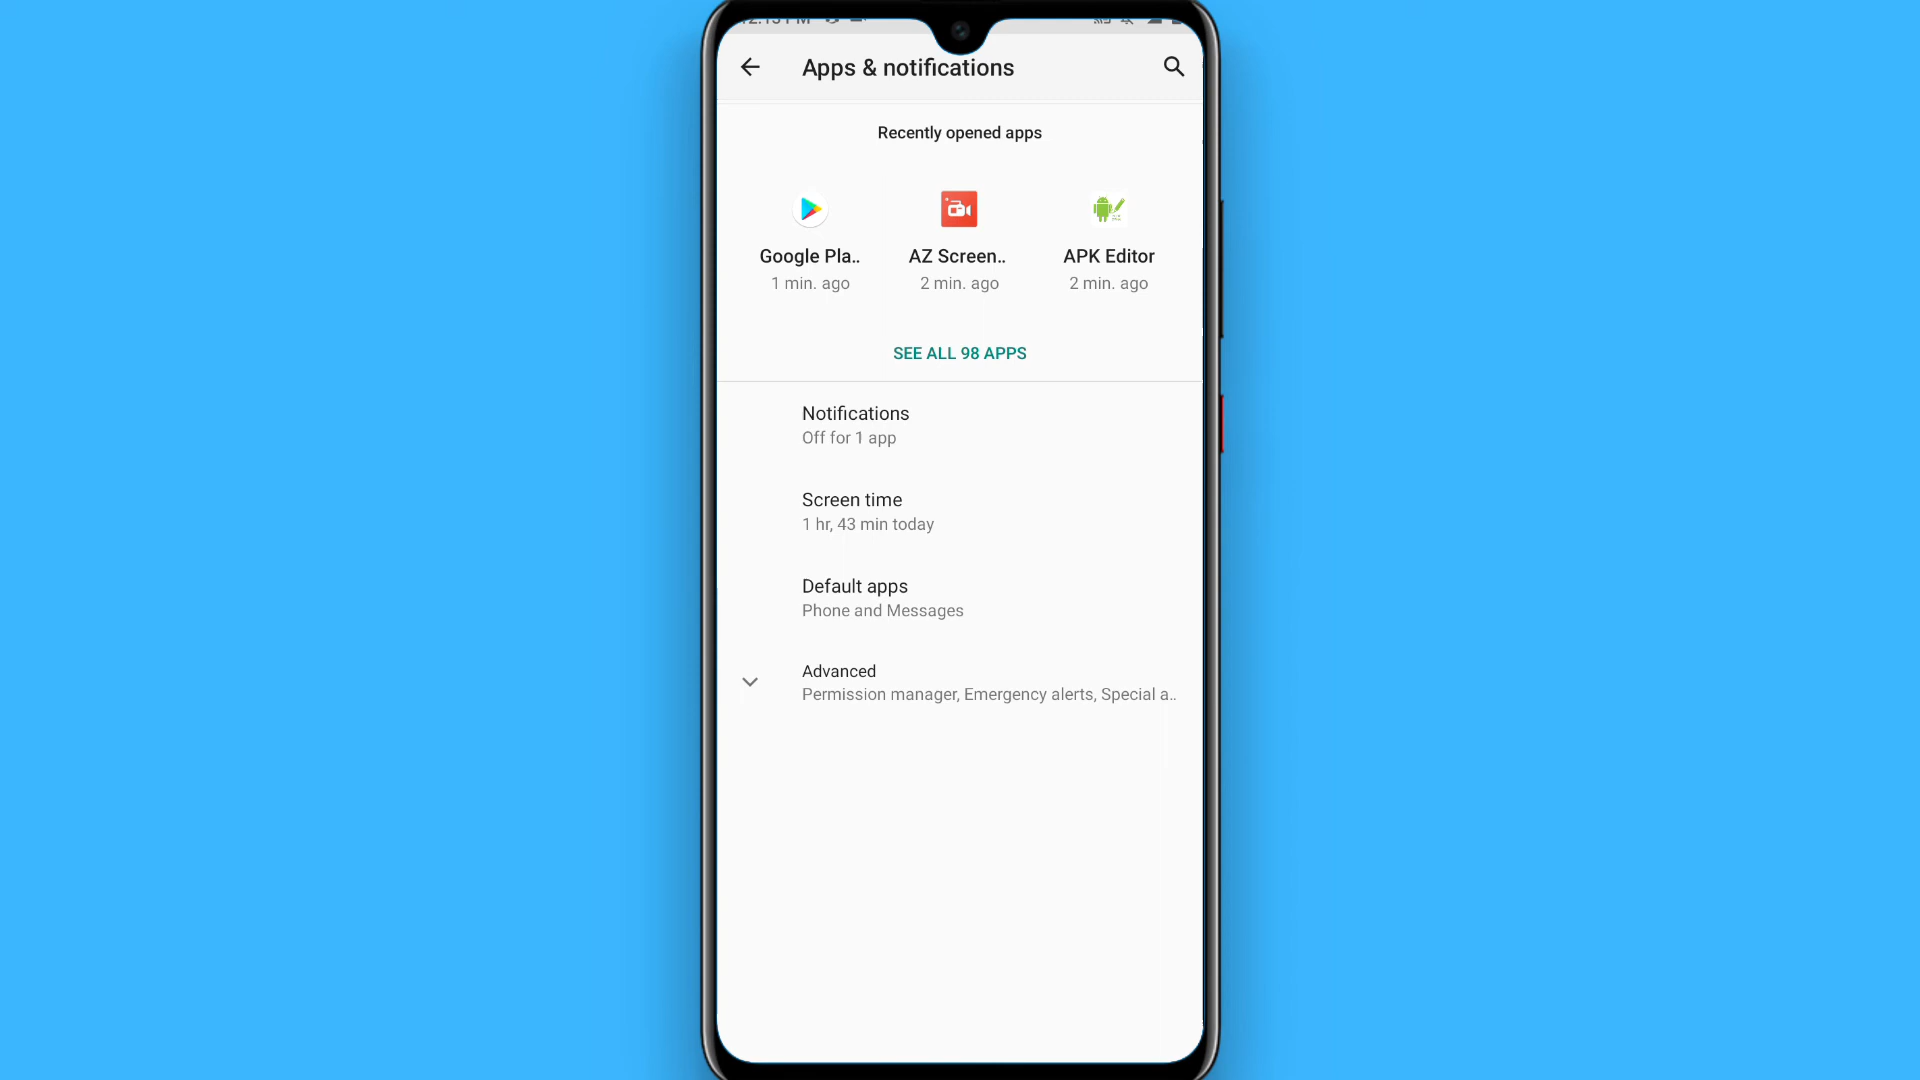 Apps & notifications
Recently opened apps
Google Pla..
AZ Screen..
APK Editor
1 min. ago
2 min. ago
2 min. ago
SEE ALL 98 APPS
Notifications
Off for 1 app
Screen time
1 hr, 43 min today
Default apps
Phone and Messages
Advanced
Permission manager, Emergency alerts, Special a..